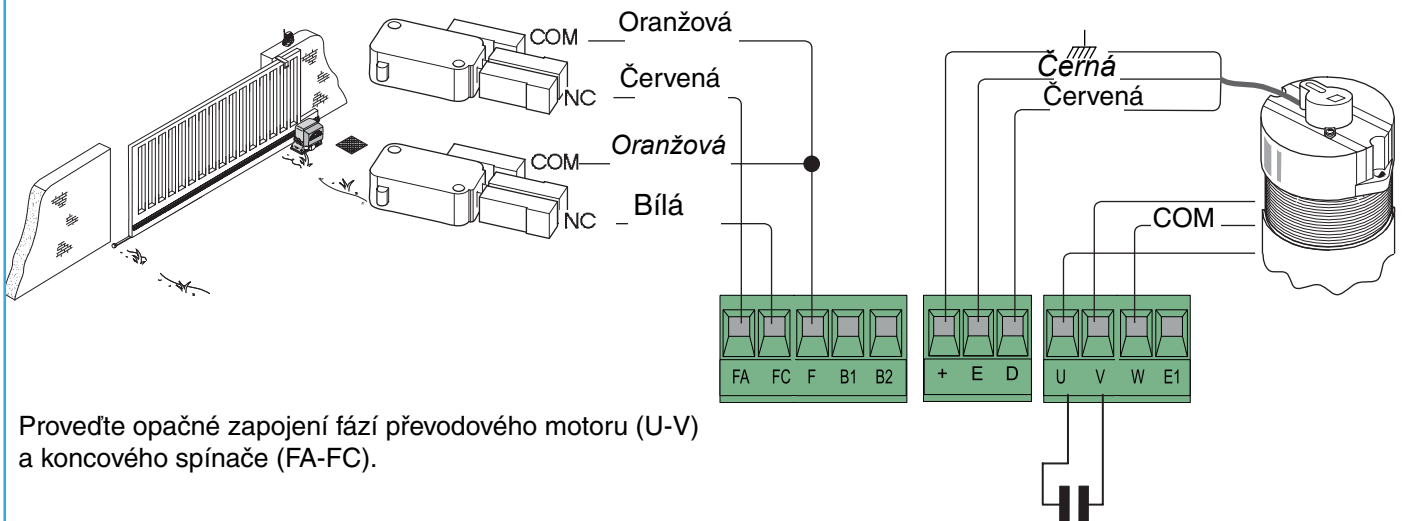 COM Oranžová
NC Červená
COM Oranžová
NC Bílá
Černá
Červená
COM
FA FC F B1 B2
+ E D
U V W E1
Proveďte opačné zapojení fází převodového motoru (U-V)
a koncového spínače (FA-FC).